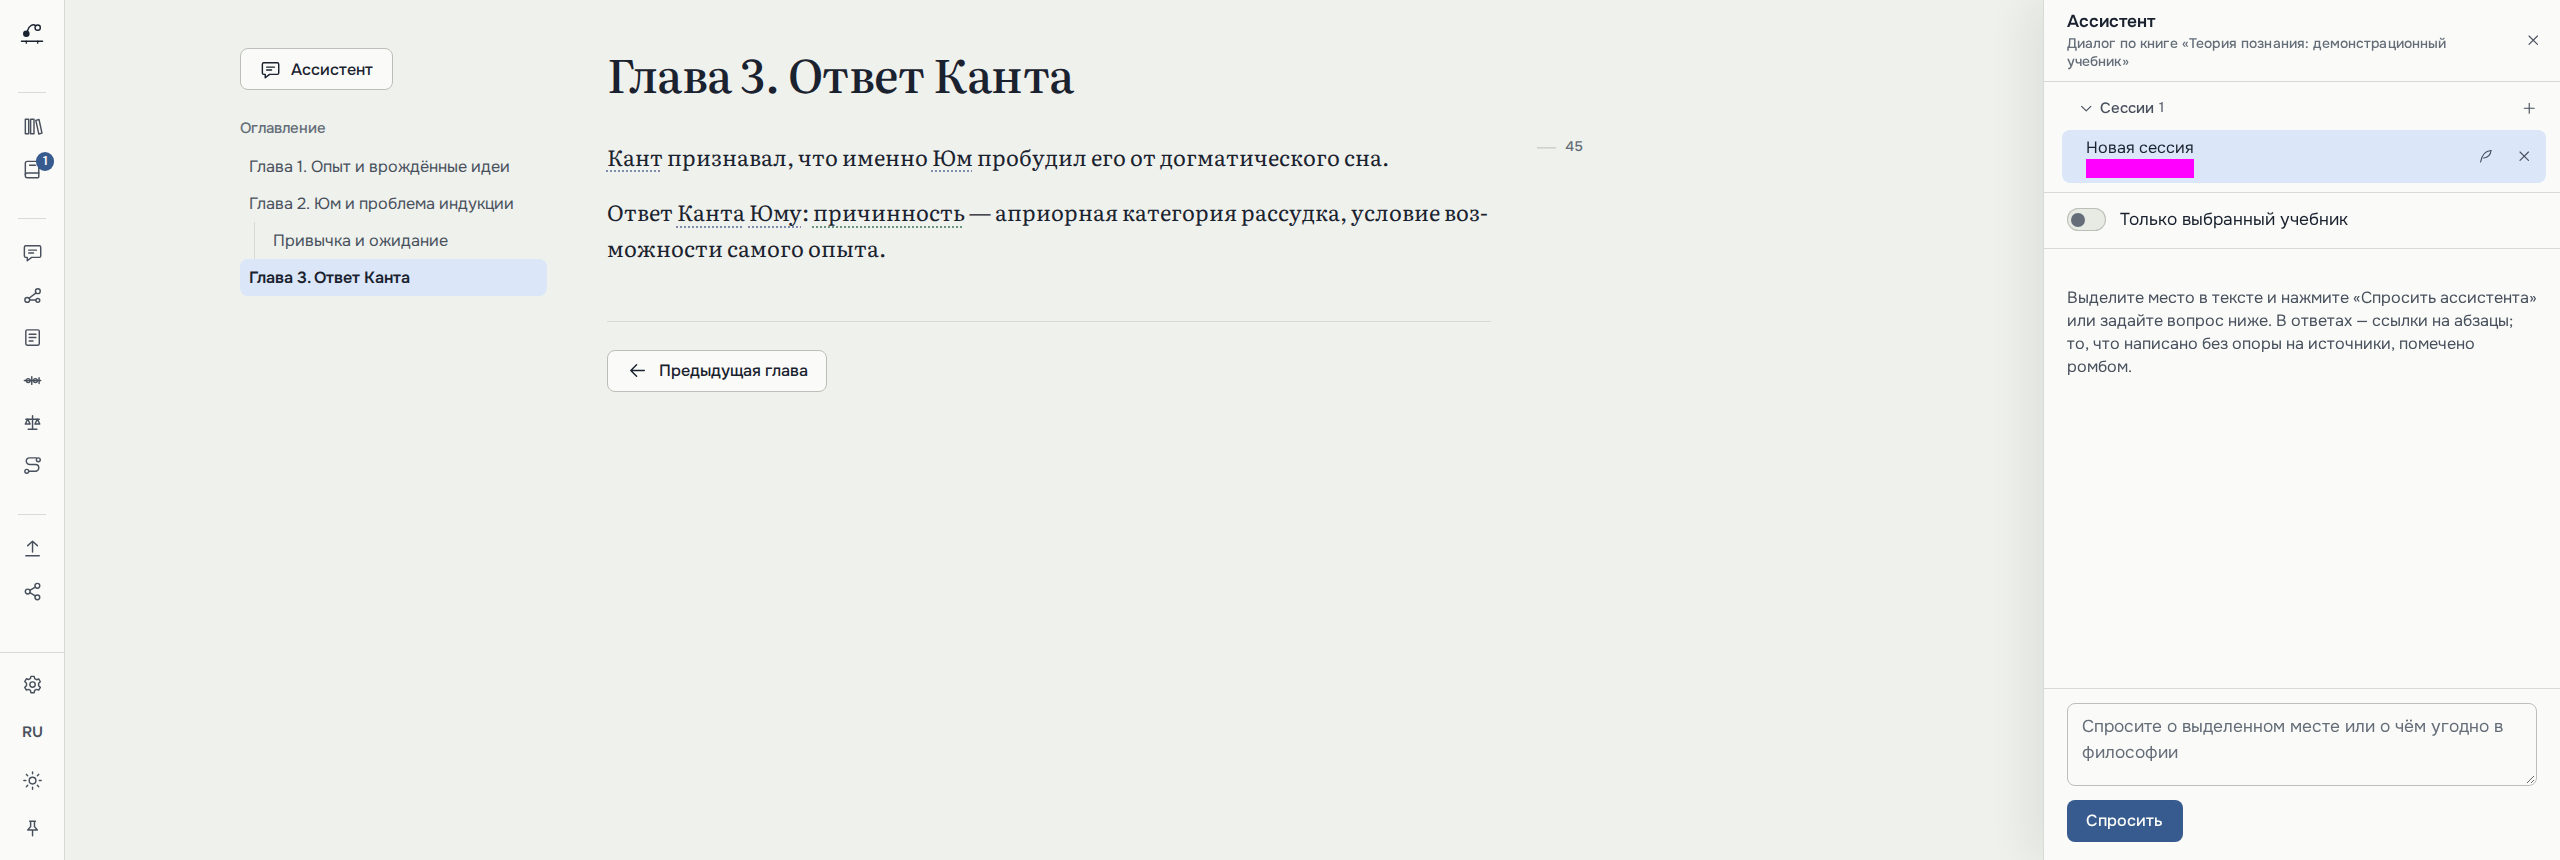 1
RU
Ассистент
Оглавление
Глава 1. Опыт и врождённые идеи
Глава 2. Юм и проблема индукции
Привычка и ожидание
Глава 3. Ответ Канта
Глава 3. Ответ Канта
Кант признавал, что именно Юм пробудил его от догматического сна.
45
Ответ Канта Юму: причинность — априорная категория рассудка, условие воз-
можности самого опыта.
Предыдущая глава
Ассистент
Диалог по книге «Теория познания: демонстрационный
учебник»
Сессии 1
Новая сессия
Только выбранный учебник
Выделите место в тексте и нажмите «Спросить ассистента»
или задайте вопрос ниже. В ответах — ссылки на абзацы;
то, что написано без опоры на источники, помечено
ромбом.
Спросите о выделенном месте или о чём угодно в
философии
Спросить